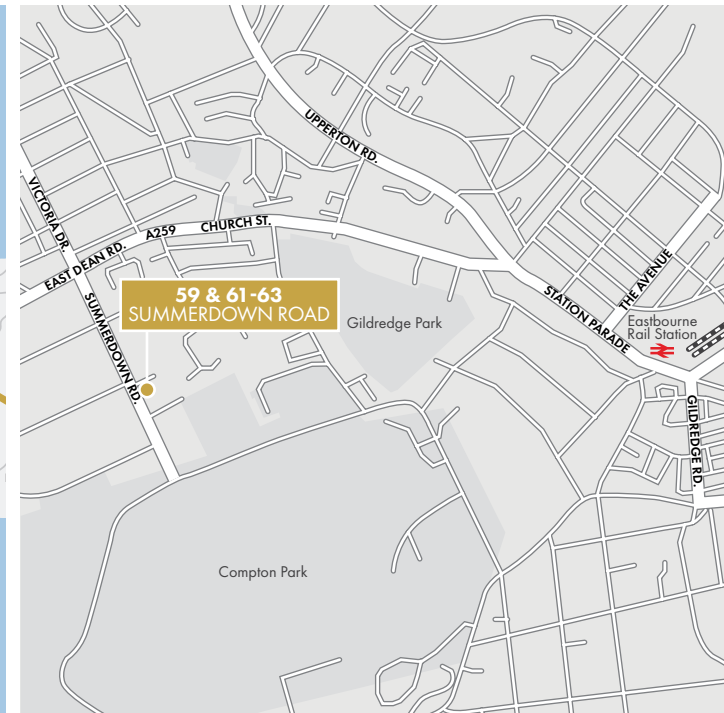 UPPERTON RD.
VICTORIA DR.
A259
CHURCH ST.
EAST DEAN RD.
THE AVENUE
59 & 61-63
SUMMERDOWN ROAD
SUMMERDOWN RD.
STATION PARADE
Gildredge Park
Eastbourne
Rail Station
GILDREDGE RD.
Compton Park